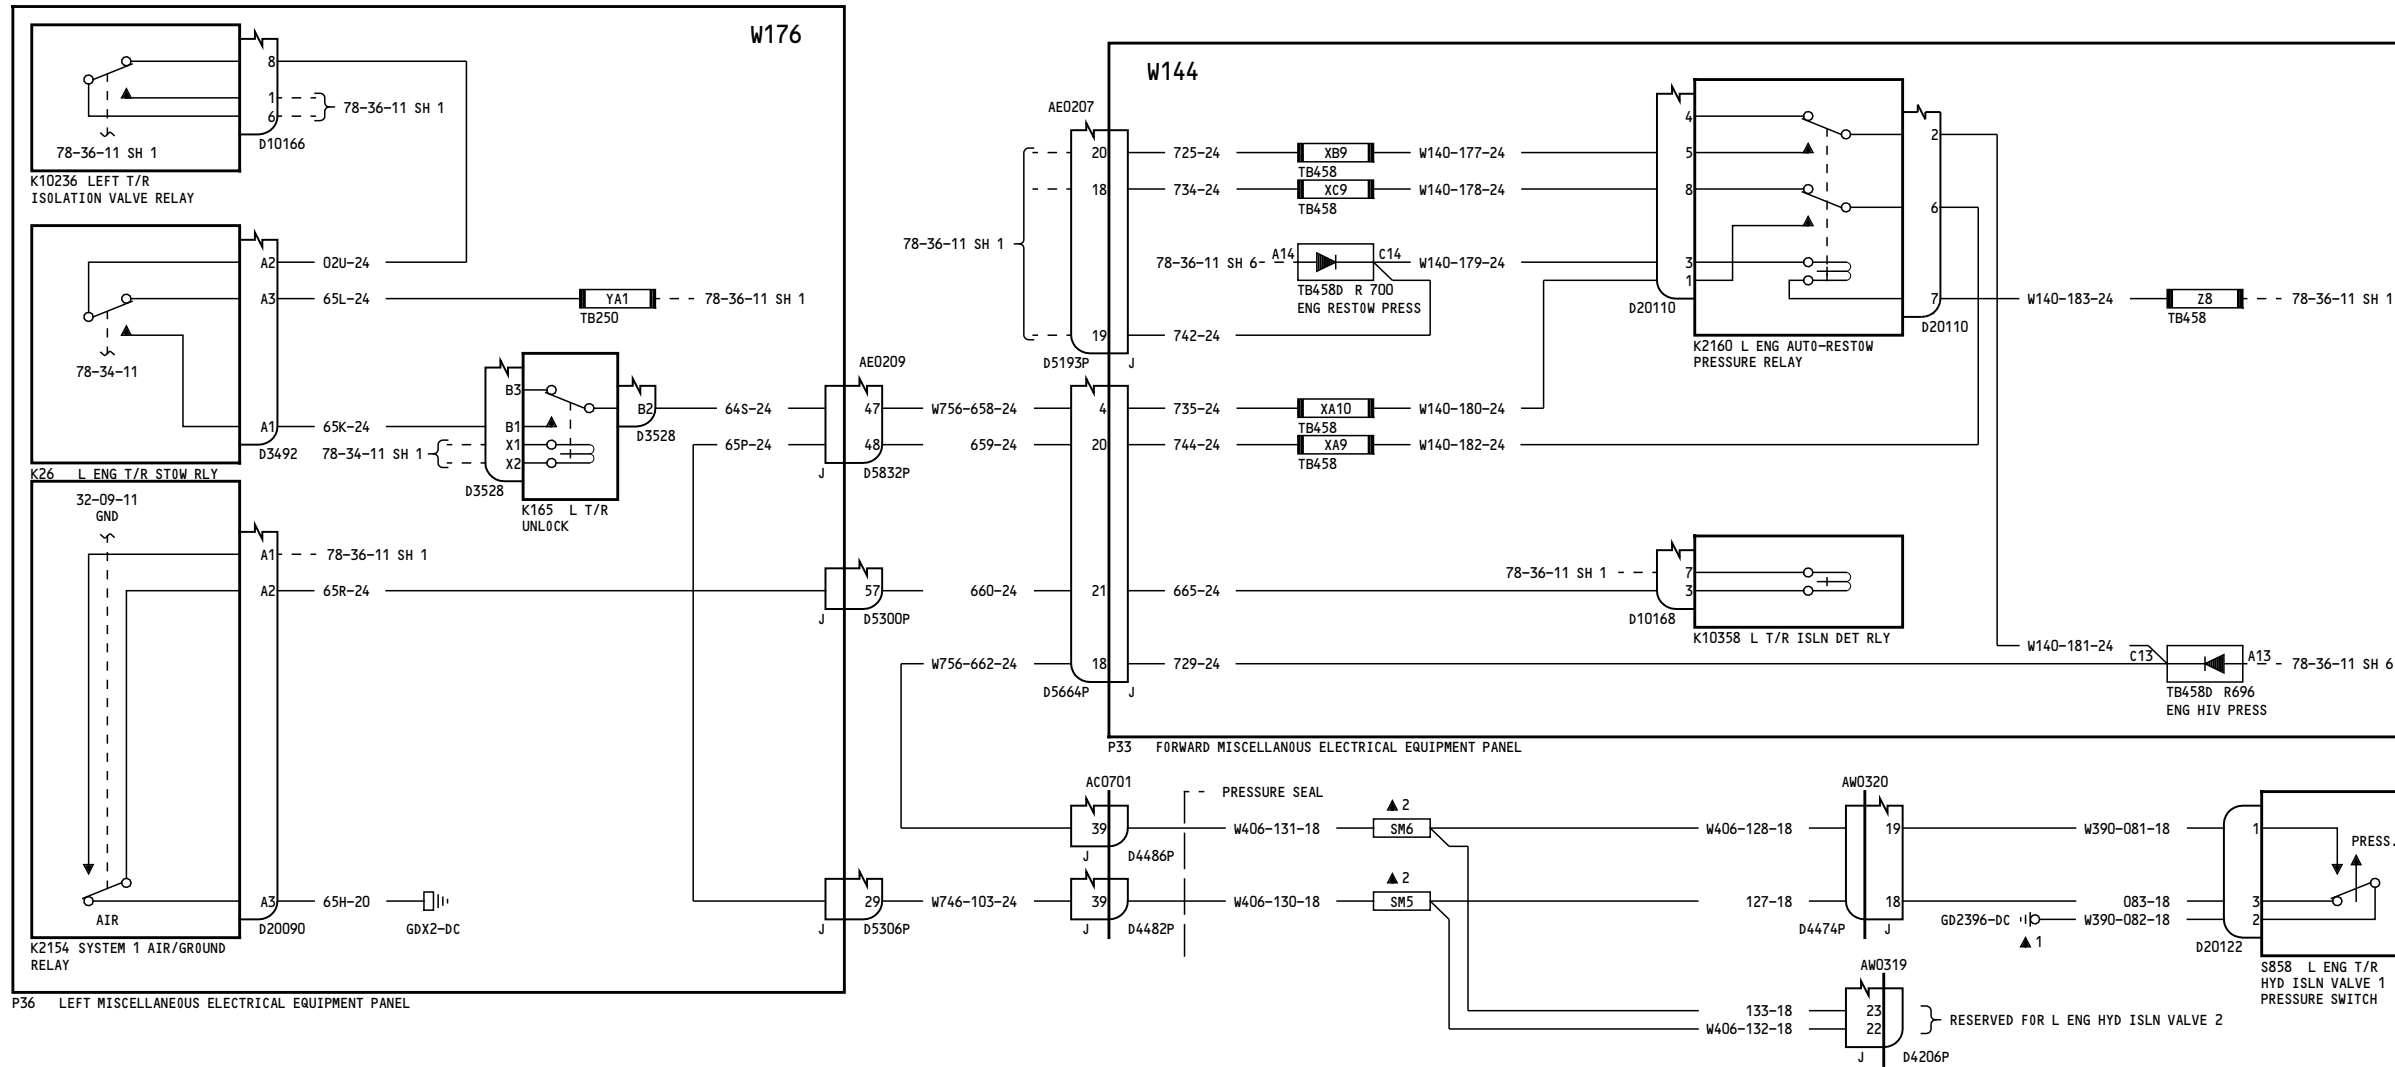 W176
8
1
6
78-36-11 SH 1
D10166
78-36-11 SH 1
K10236 LEFT T/R
ISOLATION VALVE RELAY
A2
02U-24
A3
65L-24
YA1
78-36-11 SH 1
TB250
78-34-11
A1
65K-24
D3492
78-34-11 SH 1
K26 L ENG T/R STOW RLY
B3
B1
X1
X2
B2
D3528
D3528
K165 L T/R
UNLOCK
64S-24
65P-24
32-09-11
GND
A1
78-36-11 SH 1
A2
65R-24
A3
65H-20
AIR
D20090
GDX2-DC
K2154 SYSTEM 1 AIR/GROUND
RELAY
P36 LEFT MISCELLANEOUS ELECTRICAL EQUIPMENT PANEL
AE0209
47
48
J
D5832P
W756-658-24
659-24
57
J
D5300P
660-24
W756-662-24
29
J
D5306P
W746-103-24
W144
AE0207
20
18
78-36-11 SH 1
19
D5193P
J
725-24
XB9
TB458
W140-177-24
734-24
XC9
TB458
W140-178-24
78-36-11 SH 6
A14
C14
W140-179-24
TB458D R 700
ENG RESTOW PRESS
742-24
4
20
21
18
D5664P
J
735-24
XA10
TB458
W140-180-24
744-24
XA9
TB458
W140-182-24
665-24
729-24
4
5
8
3
1
D20110
2
6
7
D20110
K2160 L ENG AUTO-RESTOW
PRESSURE RELAY
W140-183-24
Z8
TB458
78-36-11 SH 1
78-36-11 SH 1
7
3
D10168
K10358 L T/R ISLN DET RLY
W140-181-24
C13
A13
78-36-11 SH 6
TB458D R696
ENG HIV PRESS
P33 FORWARD MISCELLANOUS ELECTRICAL EQUIPMENT PANEL
AC0701
39
J
D4486P
39
J
D4482P
PRESSURE SEAL
W406-131-18
2
SM6
W406-128-18
W406-130-18
2
SM5
127-18
AW0320
19
18
D4474P
J
W390-081-18
083-18
GD2396-DC
W390-082-18
1
1
3
2
D20122
PRESS.
S858 L ENG T/R
HYD ISLN VALVE 1
PRESSURE SWITCH
AW0319
133-18
23
W406-132-18
22
RESERVED FOR L ENG HYD ISLN VALVE 2
J
D4206P